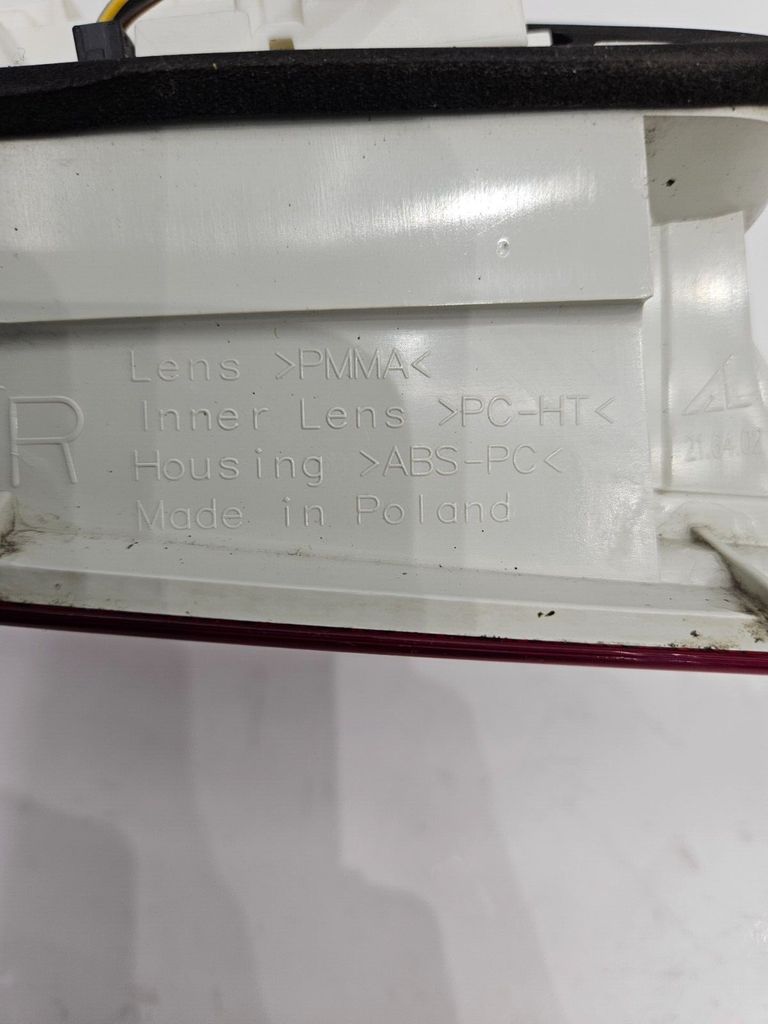 Lens >PMMA<
Inner Lens >PC-HT<
Housing >ABS-PC<
Made in Poland
R